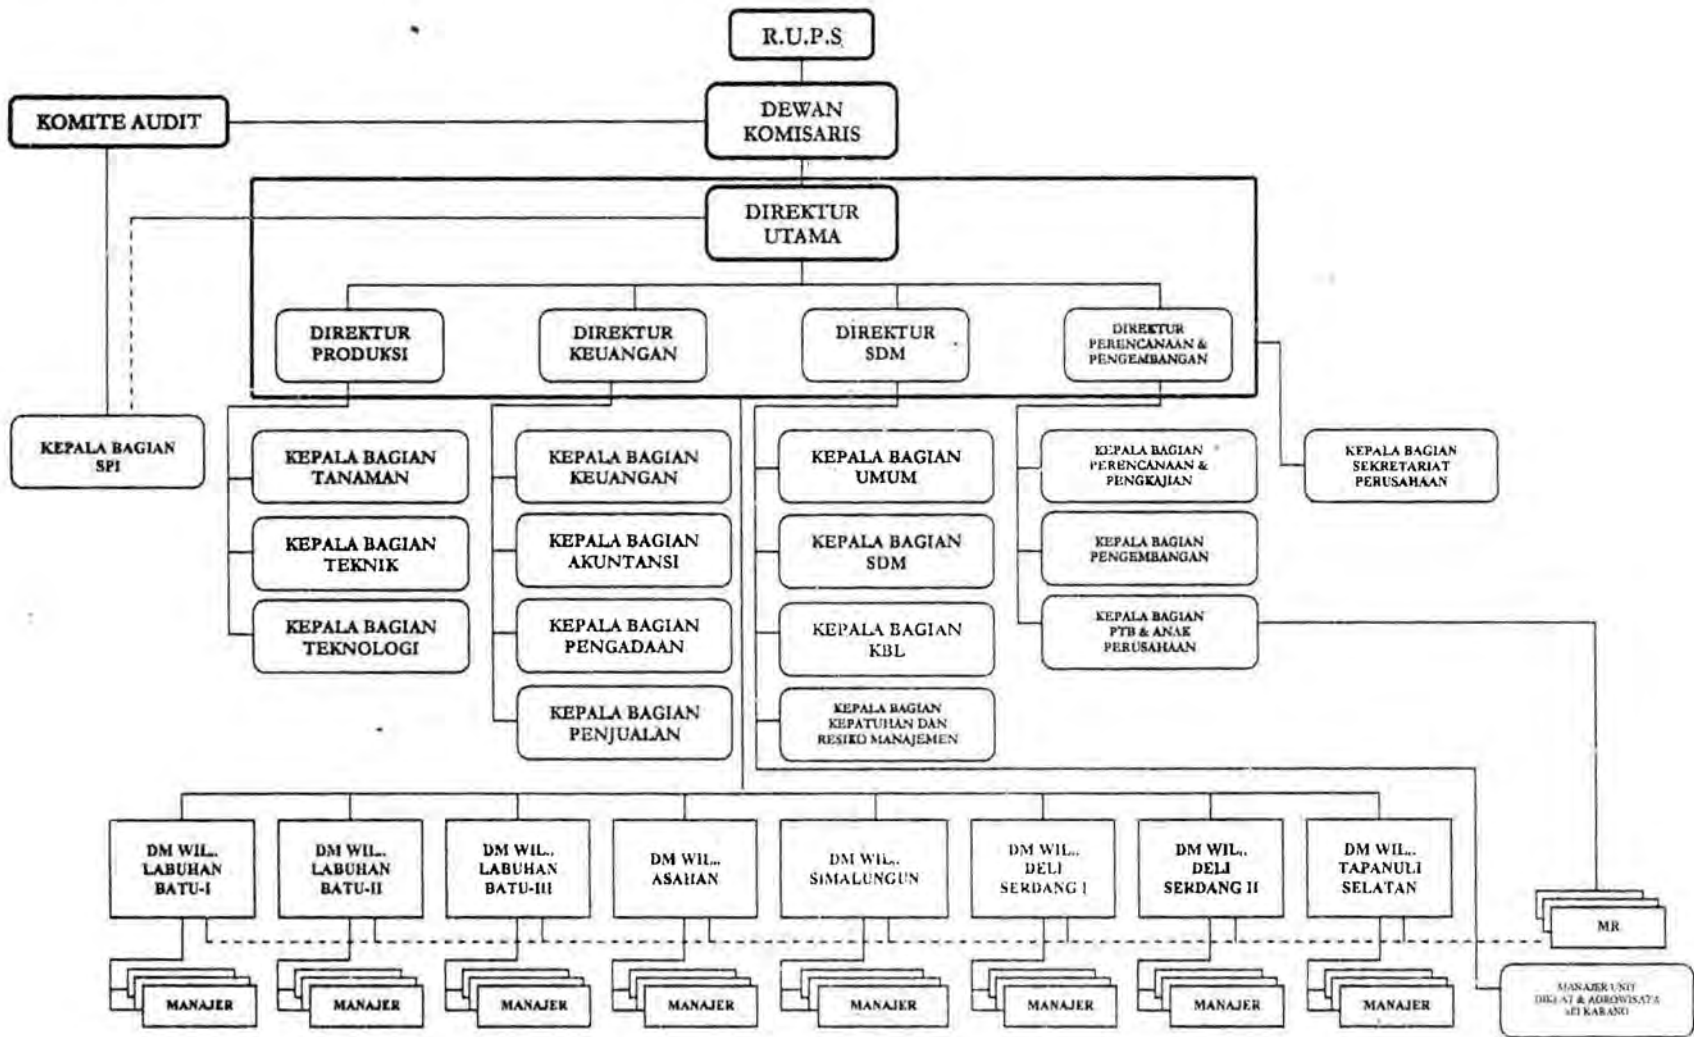 R.U.P.S
KOMITE AUDIT
DEWAN
KOMISARIS
DIREKTUR
UTAMA
DIREKTUR
PRODUKSI
DIREKTUR
KEUANGAN
DIREKTUR
SDM
DIREKTUR
PERENCANAAN &
PENGEMBANGAN
KEPALA BAGIAN
SPI
KEPALA BAGIAN
TANAMAN
KEPALA BAGIAN
KEUANGAN
KEPALA BAGIAN
UMUM
KEPALA BAGIAN
PERENCANAAN &
PENGKAJIAN
KEPALA BAGIAN
SEKRETARIAT
PERUSAHAAN
KEPALA BAGIAN
TEKNIK
KEPALA BAGIAN
AKUNTANSI
KEPALA BAGIAN
SDM
KEPALA BAGIAN
PENGEMBANGAN
KEPALA BAGIAN
TEKNOLOGI
KEPALA BAGIAN
PENGADAAN
KEPALA BAGIAN
KBL
KEPALA BAGIAN
PTB & ANAK
PERUSAHAAN
KEPALA BAGIAN
PENJUALAN
KEPALA BAGIAN
KEPATUHAN DAN
RESIKO MANAJEMEN
DM WIL.
LABUHAN
BATU-I
DM WIL.
LABUHAN
BATU-II
DM WIL.
LABUHAN
BATU-III
DM WIL.
ASAHAN
DM WIL.
SIMALUNGUN
DM WIL.
DELI
SERDANG I
DM WIL.
DELI
SERDANG II
DM WIL.
TAPANULI
SELATAN
MR
MANAJER
MANAJER
MANAJER
MANAJER
MANAJER
MANAJER
MANAJER
MANAJER
MANAJER UNIT
DIKLAT & AGROWISATA
SEI KARANG